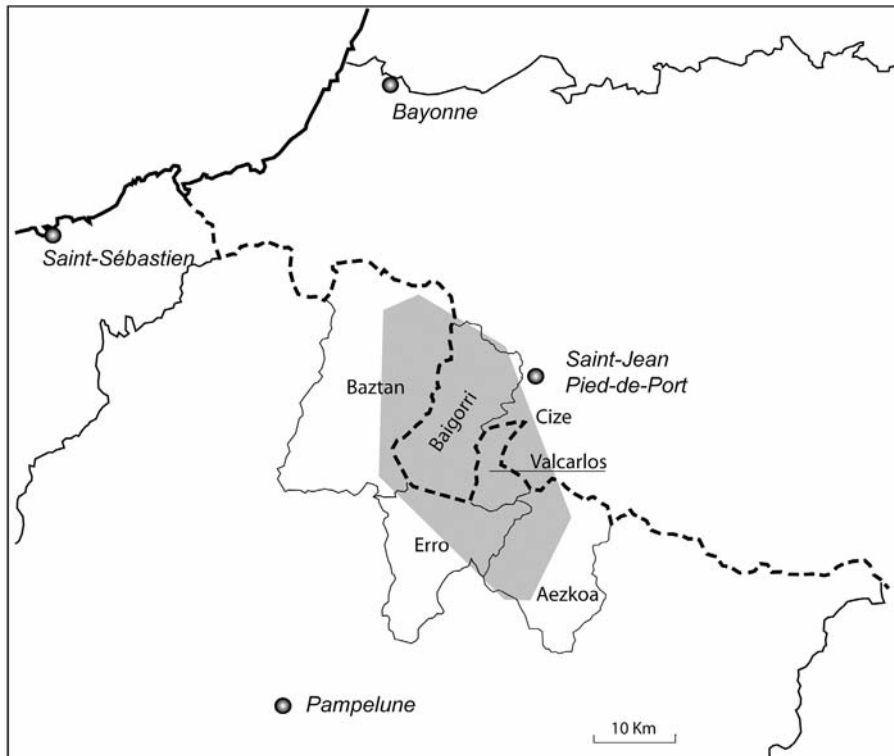 Bayonne
Saint-Sébastien
Saint-Jean
Pied-de-Port
Baztan
Baigorri
Cize
Valcarlos
Erro
Aezkoa
Pampelune
10 Km